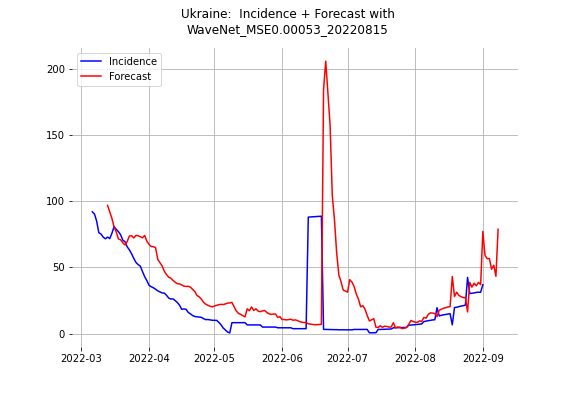 Ukraine:  Incidence + Forecast with
WaveNet_MSE0.00053_20220815
Incidence
Forecast
200
150
100
50
0
2022-03 2022-04 2022-05 2022-06 2022-07 2022-08 2022-09